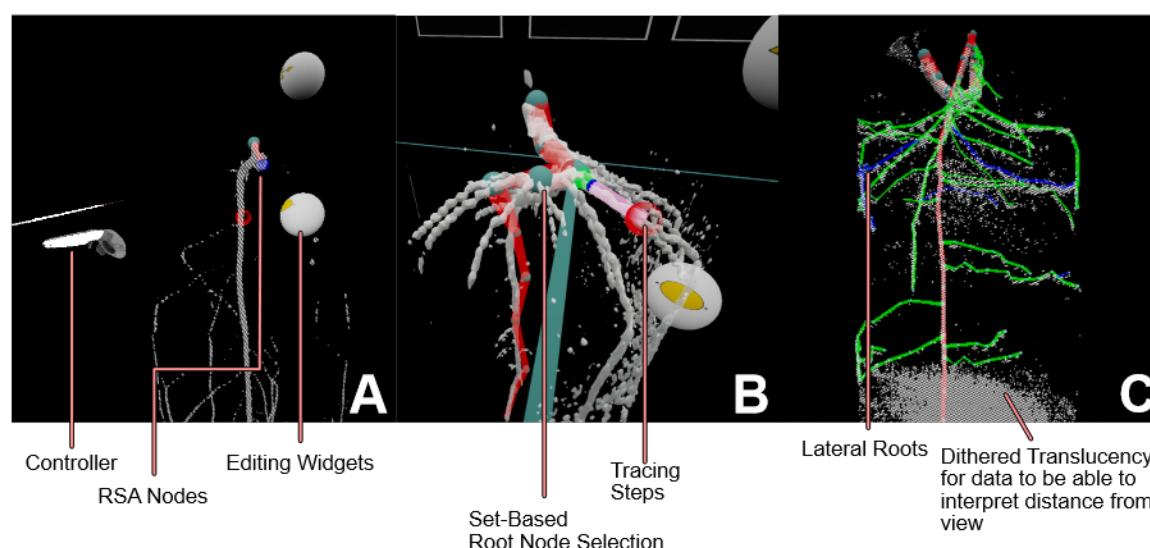 A
B
C
Controller
RSA Nodes
Editing Widgets
Set-Based
Root Node Selection
Tracing
Steps
Lateral Roots
Dithered Translucency
for data to be able to
interpret distance from
view